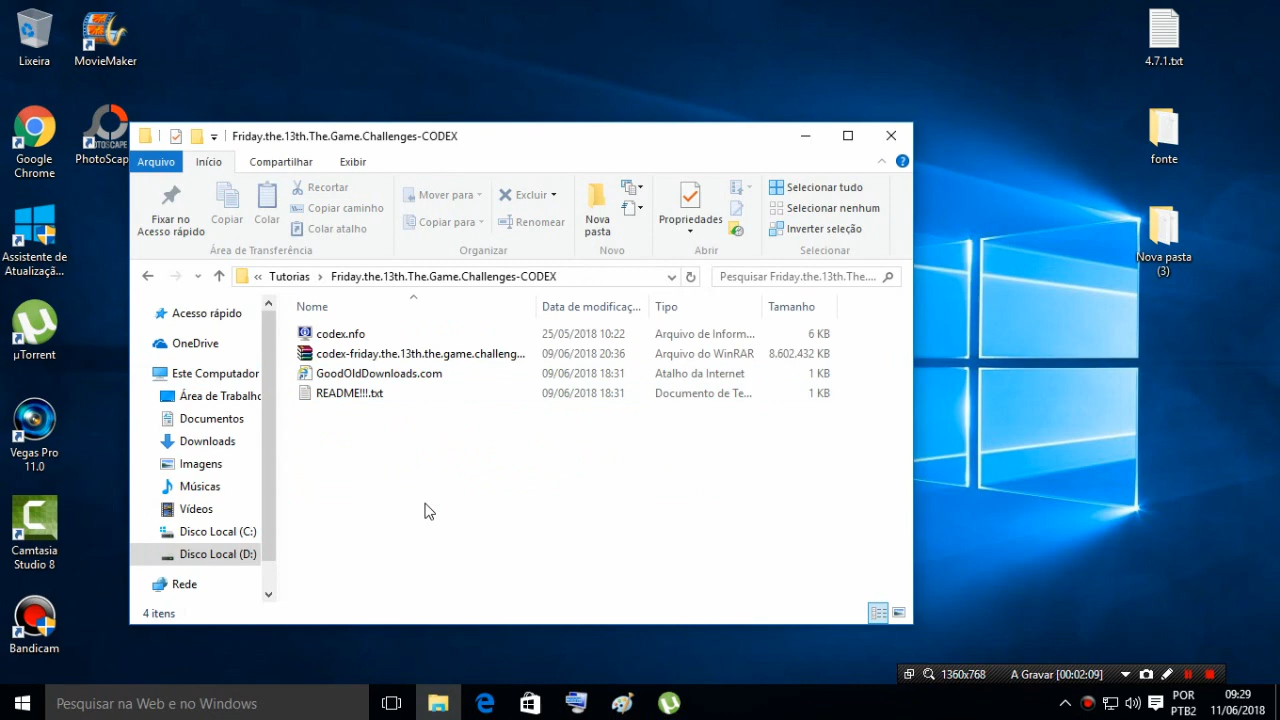 Lixeira
MovieMaker
Google
Chrome
PhotoScap
Assistente de
Atualizaçã...
µTorrent
Vegas Pro
11.0
Camtasia
Studio 8
Bandicam
4.7.1.txt
fonte
Nova pasta
(3)
Friday.the.13th.The.Game.Challenges-CODEX
Arquivo
Início
Compartilhar
Exibir
Fixar no
Acesso rápido
Copiar
Colar
Recortar
Copiar caminho
Colar atalho
Área de Transferência
Mover para
Copiar para
Excluir
Renomear
Organizar
Nova
pasta
Novo
Propriedades
Abrir
Selecionar tudo
Selecionar nenhum
Inverter seleção
Selecionar
« Tutorias > Friday.the.13th.The.Game.Challenges-CODEX
Pesquisar Friday.the.13th.The....
Acesso rápido
OneDrive
Este Computador
Área de Trabalho
Documentos
Downloads
Imagens
Músicas
Vídeos
Disco Local (C:)
Disco Local (D:)
Rede
Nome Data de modificaç... Tipo Tamanho
codex.nfo 25/05/2018 10:22 Arquivo de Inform... 6 KB
codex-friday.the.13th.the.game.challeng... 09/06/2018 20:36 Arquivo do WinRAR 8.602.432 KB
GoodOldDownloads.com 09/06/2018 18:31 Atalho da Internet 1 KB
README!!!.txt 09/06/2018 18:31 Documento de Te... 1 KB
4 itens
1360x768 A Gravar [00:02:09]
Pesquisar na Web e no Windows
POR
PTB2
09:29
11/06/2018